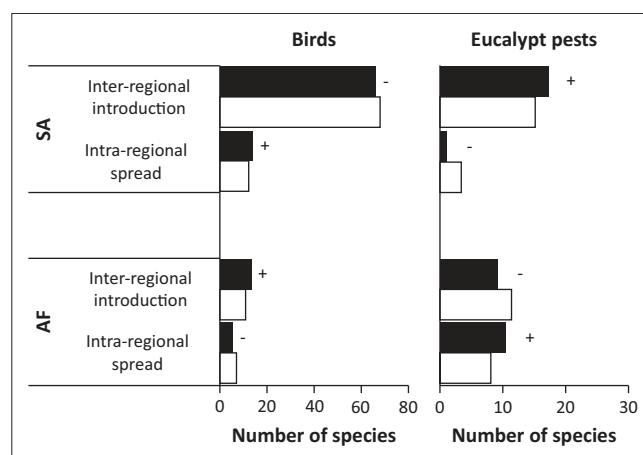 Birds
Eucalypt pests
SA
Inter-regional
introduction
-
+
Intra-regional
spread
+
-
AF
Inter-regional
introduction
+
-
Intra-regional
spread
-
+
0 20 40 60 80
0 10 20 30
Number of species
Number of species